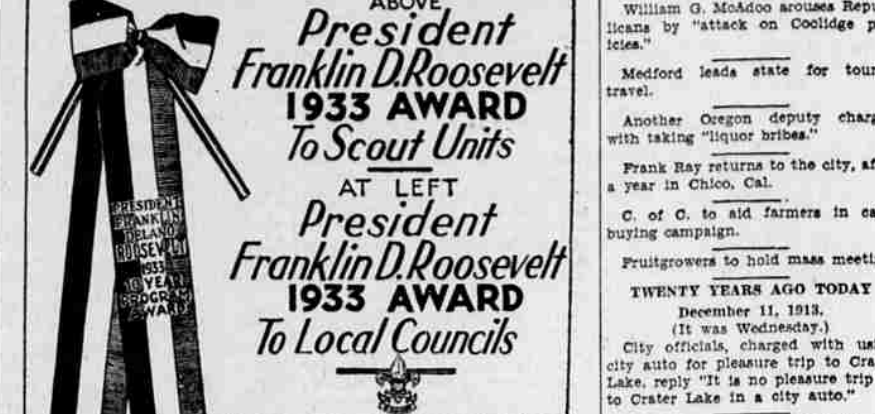 ABOVE
President
Franklin D. Roosevelt
1933 AWARD
To Scout Units
AT LEFT
President
Franklin D. Roosevelt
1933 AWARD
To Local Councils
PRESIDENT
FRANKLIN
DELANO
ROOSEVELT
1933
10 YEAR
PROGRAM
AWARD
William G. McAdoo arouses Repu
licans by "attack on Coolidge p
icies."
Medford leads state for tour
travel.
Another Oregon deputy charg
with taking "liquor bribes."
Frank Ray returns to the city, af
a year in Chico, Cal.
C. of C. to aid farmers in ca
buying campaign.
Fruitgrowers to hold mass meeti
TWENTY YEARS AGO TODAY
December 11, 1913.
(It was Wednesday.)
City officials, charged with usi
city auto for pleasure trip to Cra
Lake, reply "It is no pleasure trip
to Crater Lake in a city auto."